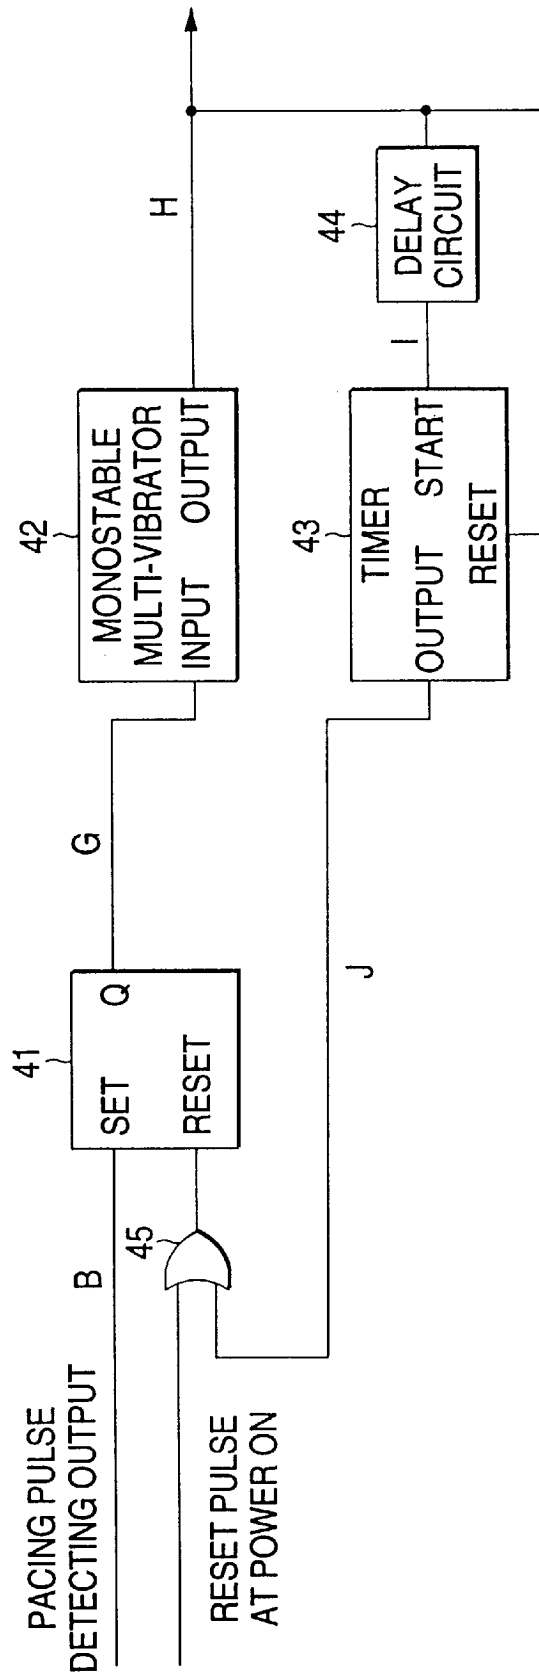 PACING PULSE
DETECTING OUTPUT
B
RESET PULSE
AT POWER ON
45
41
SET Q
RESET
G
J
42
MONOSTABLE
MULTI-VIBRATOR
INPUT OUTPUT
H
43
TIMER
OUTPUT START
RESET
I
44
DELAY
CIRCUIT